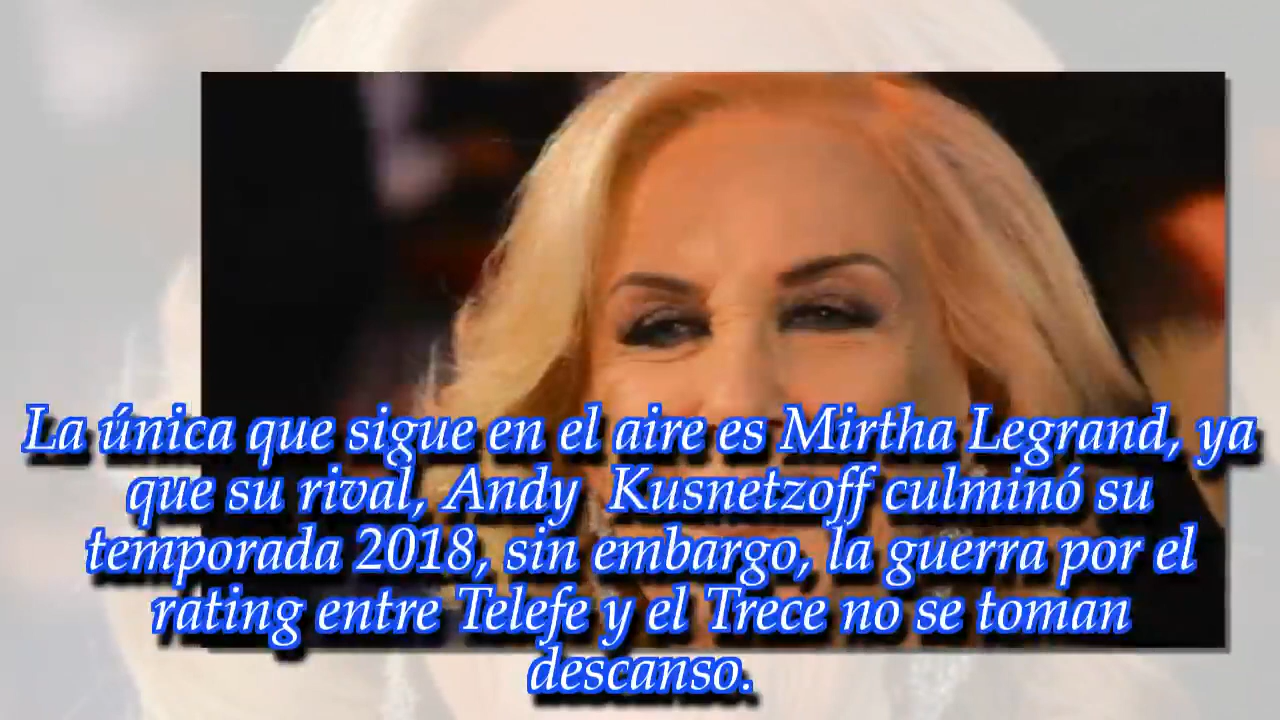 La única que sigue en el aire es Mirtha Legrand, ya
que su rival, Andy Kusnetzoff culminó su
temporada 2018, sin embargo, la guerra por el
rating entre Telefe y el Trece no se toman
descanso.